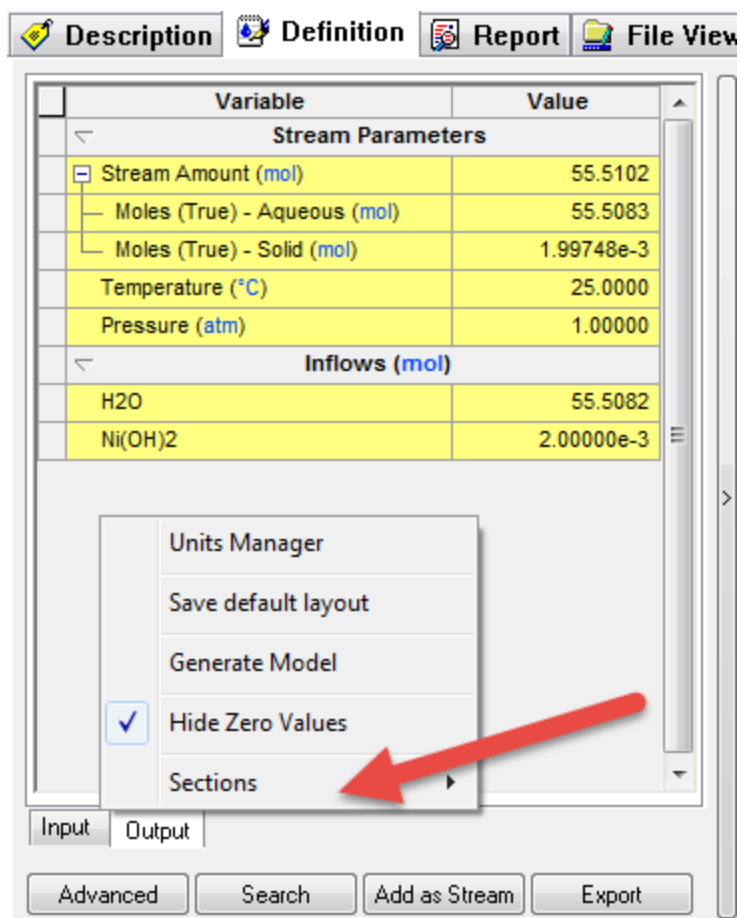 Description Definition Report File View
Variable Value
Stream Parameters
Stream Amount (mol) 55.5102
Moles (True) - Aqueous (mol) 55.5083
Moles (True) - Solid (mol) 1.99748e-3
Temperature (°C) 25.0000
Pressure (atm) 1.00000
Inflows (mol)
H2O 55.5082
Ni(OH)2 2.00000e-3
Units Manager
Save default layout
Generate Model
Hide Zero Values
Sections
Input Output
Advanced Search Add as Stream Export